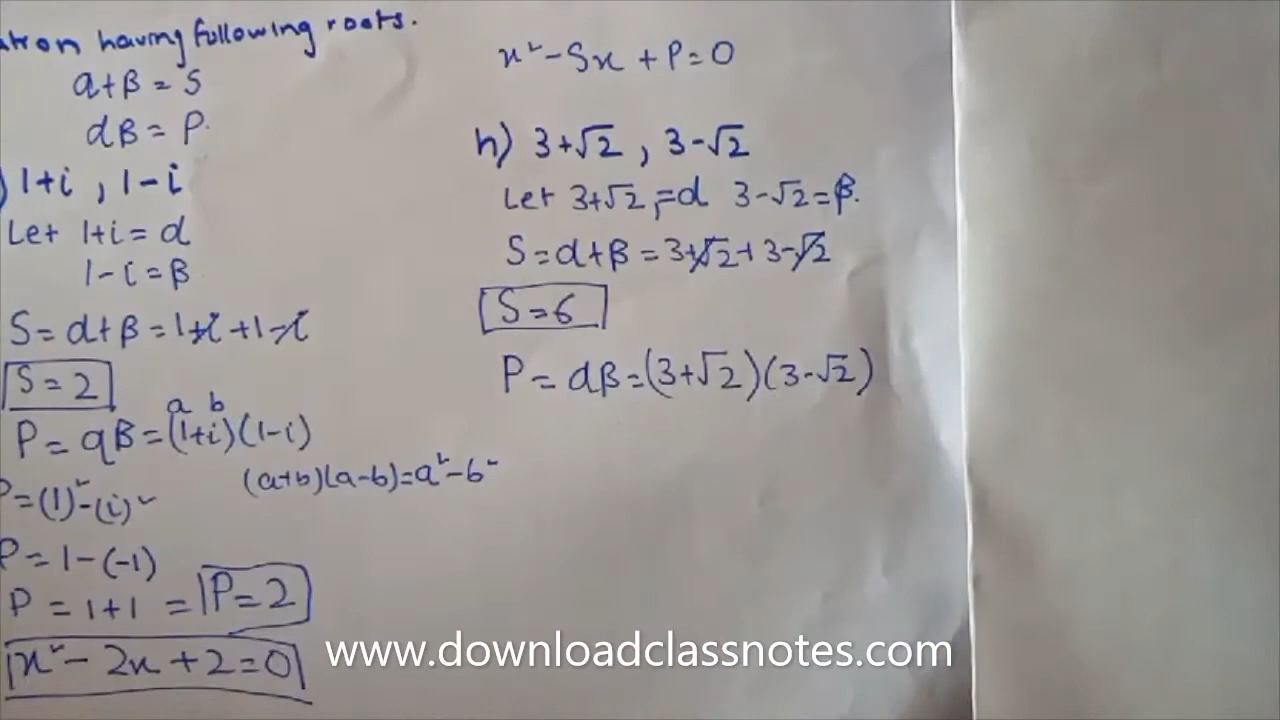 having following roots.
α+β = S
αβ = P.
1+i , 1-i
Let 1+i = α
1-i = β
S = α+β = 1+i +1-i
S = 2
a b
P = αβ = (1+i)(1-i)
(a+b)(a-b)=a²-b²
P = (1)²-(i)²
P = 1-(-1)
P = 1+1 = P=2
x² - 2x + 2 = 0
x² - Sx + P = 0
h) 3+√2 , 3-√2
Let 3+√2 = α 3-√2 = β.
S = α+β = 3+√2+3-√2
S = 6
P = αβ = (3+√2)(3-√2)
www.downloadclassnotes.com